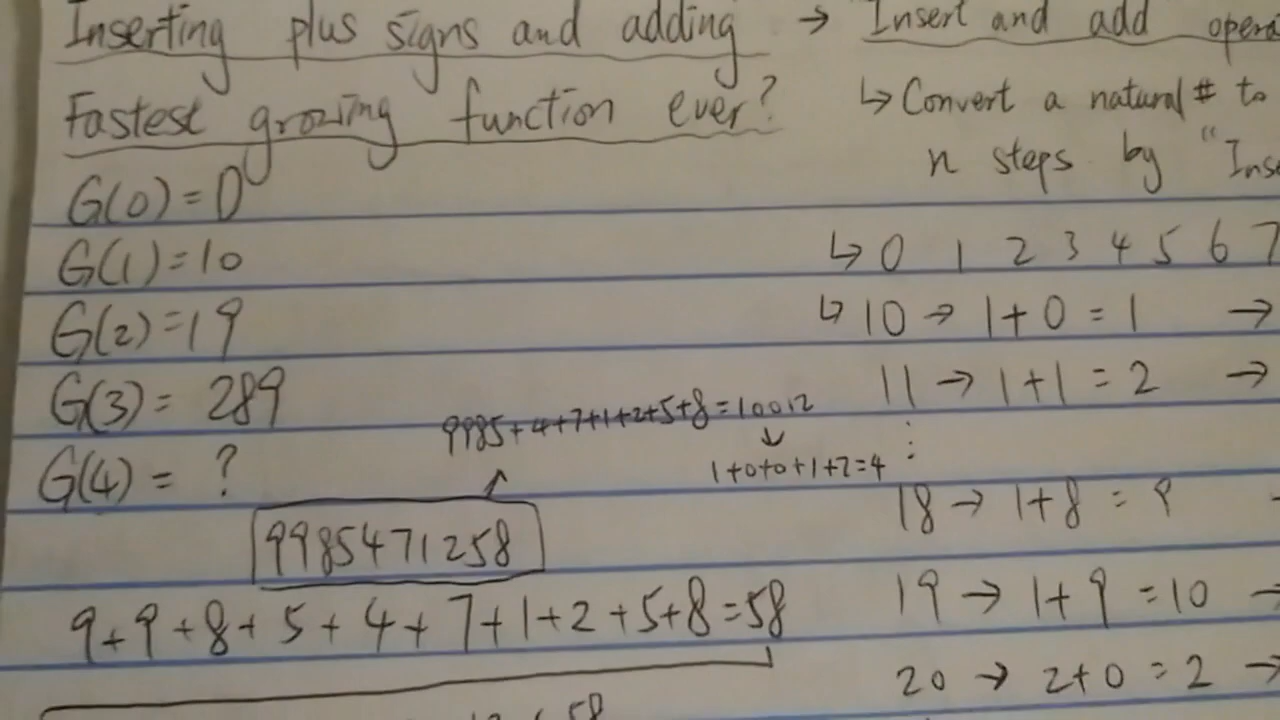 Inserting plus signs and adding → Insert and add
Fastest growing function ever?
↳ Convert a natural # to
n steps by "
G(0)=0
G(1)=10
G(2)=19
G(3)= 289
G(4) = ?
9985+4+7+1+2+5+8=10012
↓
1+0+0+1+2=4
9985471258
9+9+8+5+4+7+1+2+5+8=58
58
↳ 0 1 2 3 4 5 6 7
↳ 10 → 1+0 = 1 →
11 → 1+1 = 2 →
⋮
18 → 1+8 = 9
19 → 1+9 = 10
20 → 2+0 = 2 →